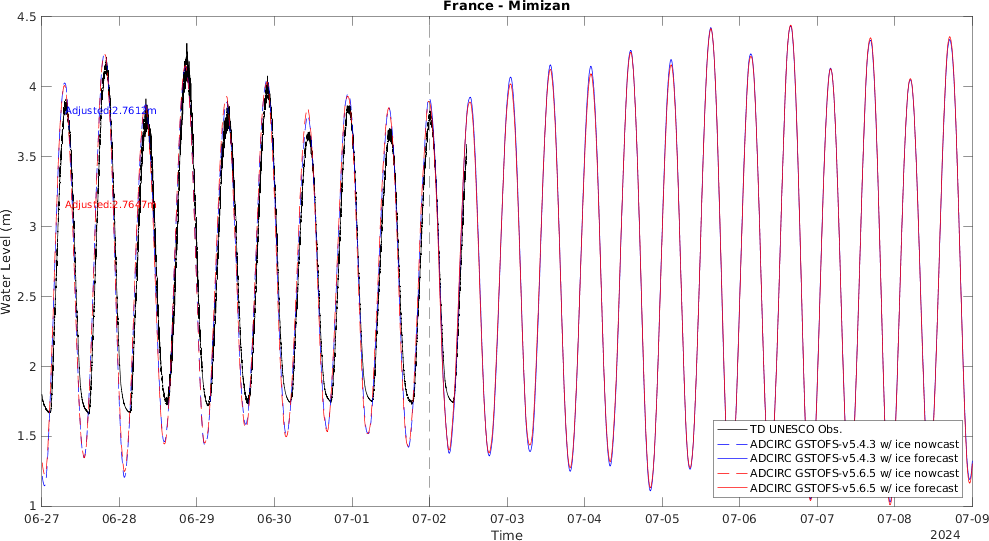 France - Mimizan
4.5
4
3.5
3
2.5
2
1.5
1
Water Level (m)
Adjusted:2.7612m
Adjusted:2.7647m
TD UNESCO Obs.
ADCIRC GSTOFS-v5.4.3 w/ ice nowcast
ADCIRC GSTOFS-v5.4.3 w/ ice forecast
ADCIRC GSTOFS-v5.6.5 w/ ice nowcast
ADCIRC GSTOFS-v5.6.5 w/ ice forecast
06-27 06-28 06-29 06-30 07-01 07-02 07-03 07-04 07-05 07-06 07-07 07-08 07-09
Time
2024